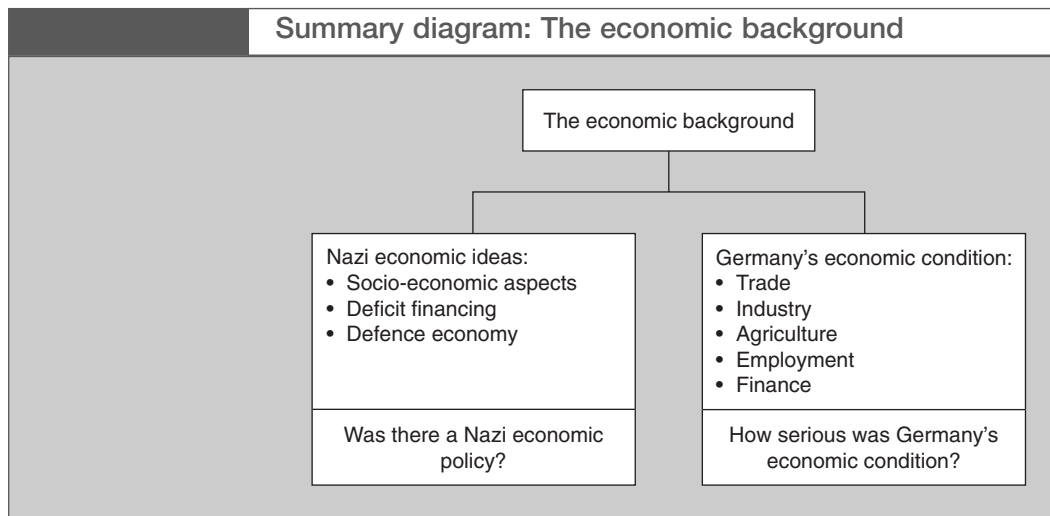 Summary diagram: The economic background
The economic background
Nazi economic ideas:
• Socio-economic aspects
• Deficit financing
• Defence economy
Was there a Nazi economic
policy?
Germany's economic condition:
• Trade
• Industry
• Agriculture
• Employment
• Finance
How serious was Germany's
economic condition?